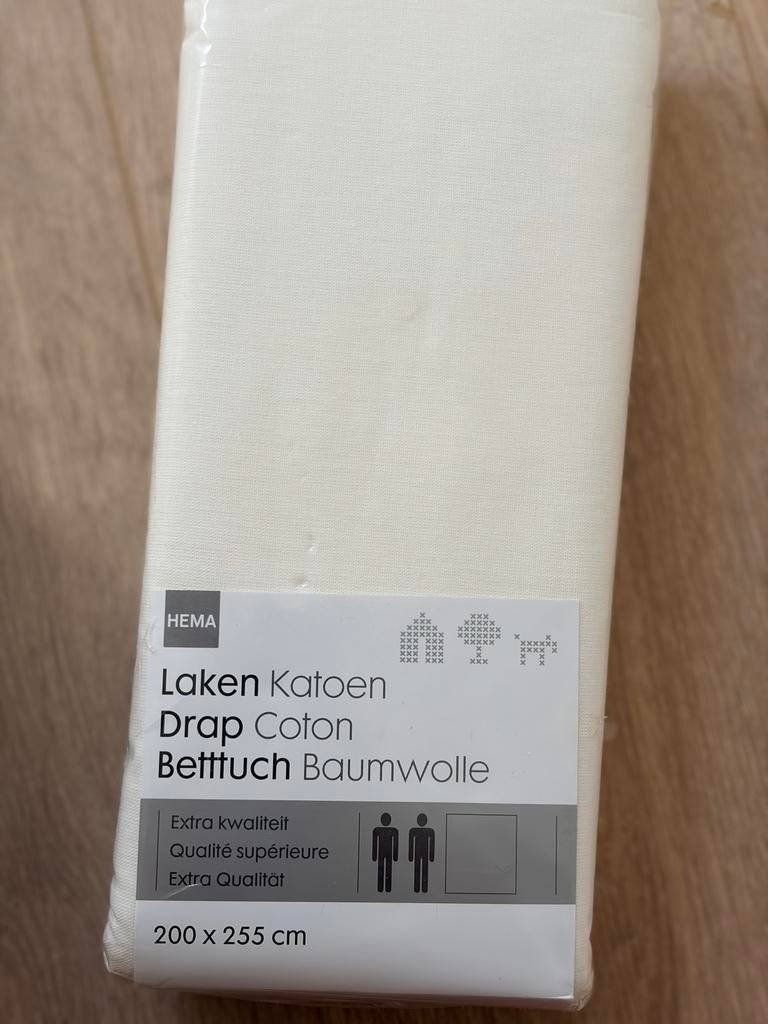 HEMA
Laken Katoen
Drap Coton
Betttuch Baumwolle
Extra kwaliteit
Qualité supérieure
Extra Qualität
200 x 255 cm